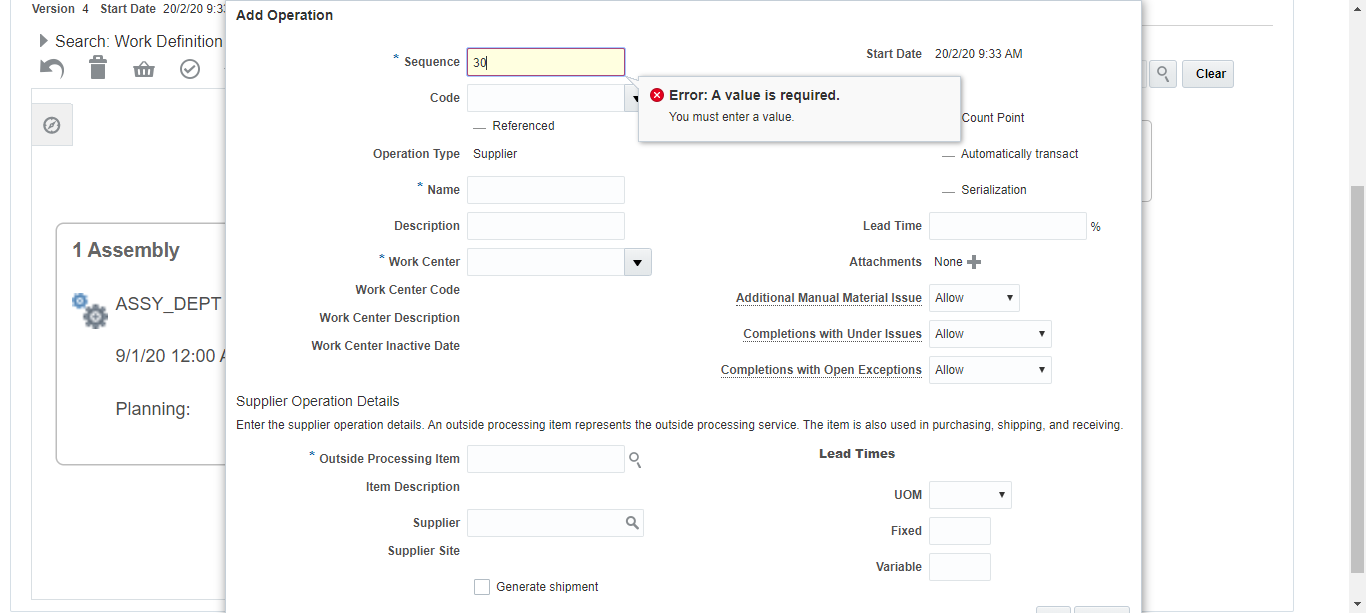 Version 4 Start Date 20/2/20 9:33
Search: Work Definition
Clear
1 Assembly
ASSY_DEPT
9/1/20 12:00 A
Planning:
Add Operation
* Sequence 30
Code
Referenced
Operation Type Supplier
* Name
Description
* Work Center
Work Center Code
Work Center Description
Work Center Inactive Date
Start Date 20/2/20 9:33 AM
Error: A value is required.
You must enter a value.
Count Point
Automatically transact
Serialization
Lead Time %
Attachments None
Additional Manual Material Issue Allow
Completions with Under Issues Allow
Completions with Open Exceptions Allow
Supplier Operation Details
Enter the supplier operation details. An outside processing item represents the outside processing service. The item is also used in purchasing, shipping, and receiving.
* Outside Processing Item
Item Description
Supplier
Supplier Site
Generate shipment
Lead Times
UOM
Fixed
Variable